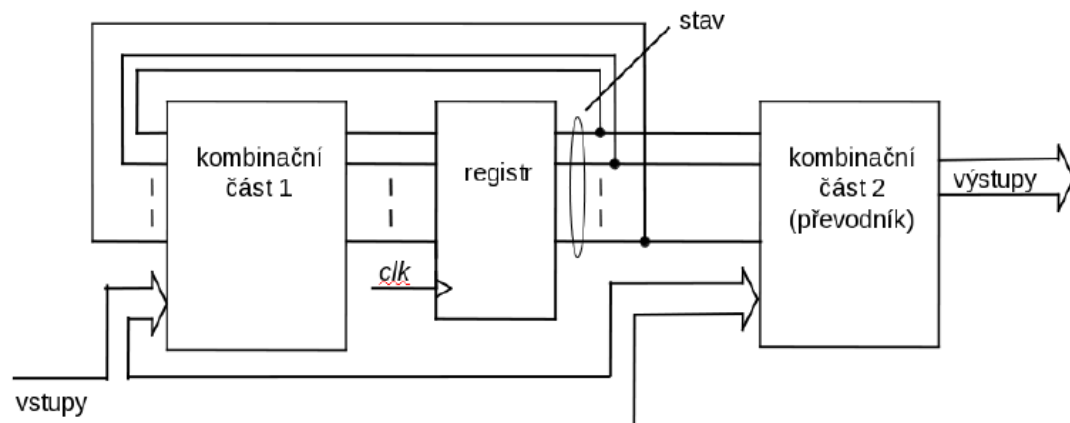 stav
kombinační
část 1
registr
kombinační
část 2
(převodník)
výstupy
clk
vstupy